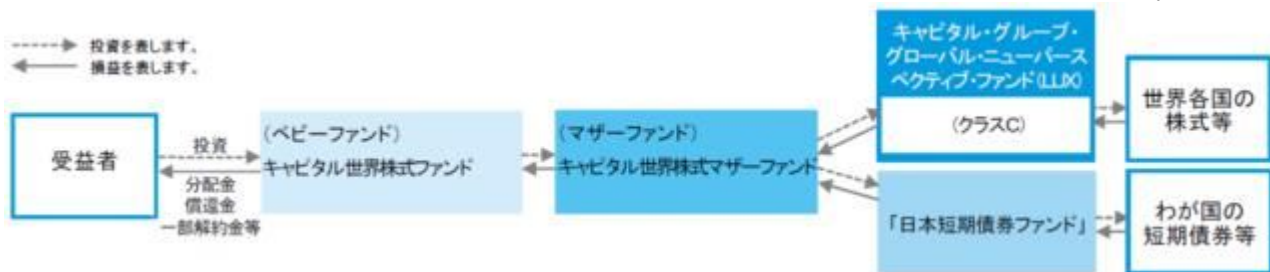 投資を表します。
損益を表します。
受益者
投資
分配金
償還金
一部解約金等
(ベビーファンド)
キャピタル世界株式ファンド
(マザーファンド)
キャピタル世界株式マザーファンド
キャピタル・グループ・
グローバル・ニューパース
ペクティブ・ファンド(LUX)
(クラスC)
世界各国の
株式等
「日本短期債券ファンド」
わが国の
短期債券等